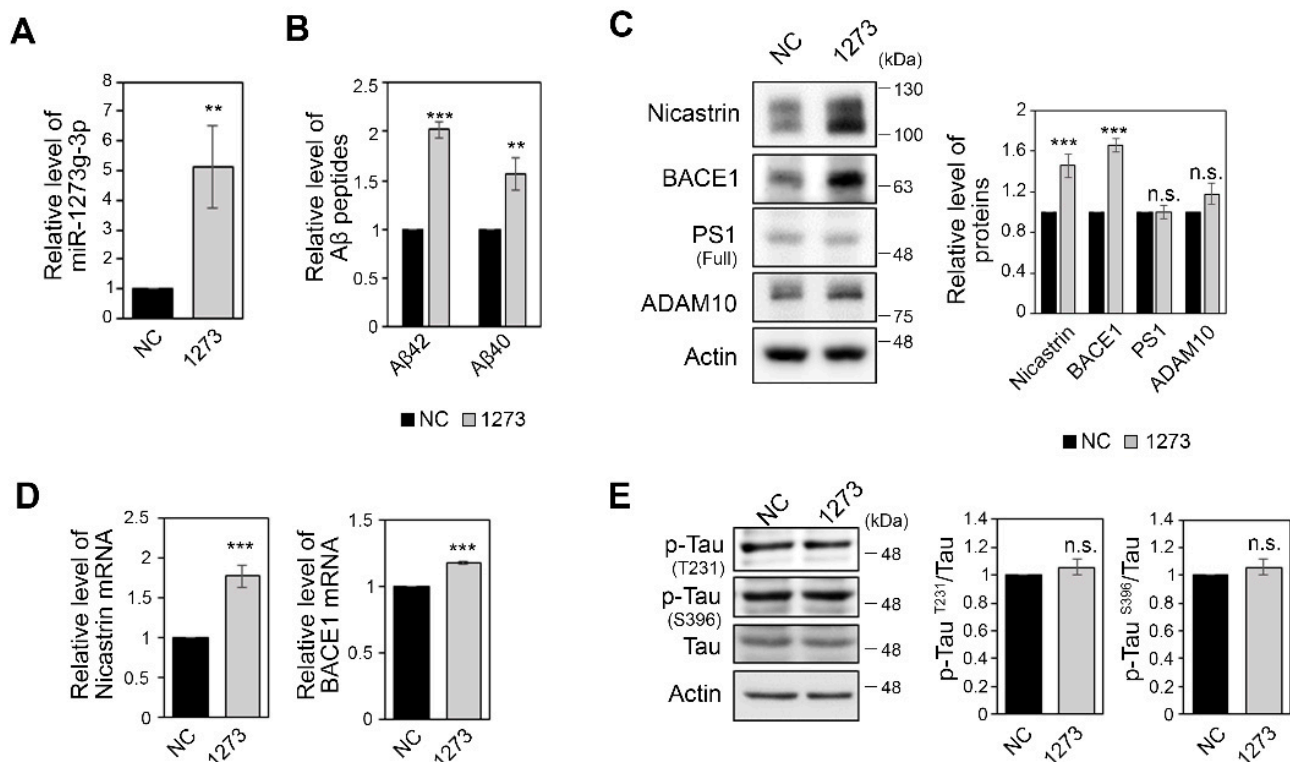 A
Relative level of
miR-1273g-3p
8
7
6
5
4
3
2
1
0
**
NC
1273
B
Relative level of
Aβ peptides
2.5
2
1.5
1
0.5
0
***
**
Aβ42
Aβ40
NC 1273
C
NC 1273 (kDa)
Nicastrin
130
100
BACE1
63
PS1
(Full)
48
ADAM10
75
Actin
48
Relative level of
proteins
2
1.6
1.2
0.8
0.4
0
***
***
n.s.
n.s.
Nicastrin
BACE1
PS1
ADAM10
NC 1273
D
Relative level of
Nicastrin mRNA
2.5
2
1.5
1
0.5
0
***
NC
1273
Relative level of
BACE1 mRNA
1.5
1
0.5
0
***
NC
1273
E
NC 1273 (kDa)
p-Tau
(T231)
48
p-Tau
(S396)
Tau
48
Actin
48
p-Tau T231/Tau
1.4
1.2
1
0.8
0.6
0.4
0.2
0
n.s.
NC
1273
p-Tau S396/Tau
1.4
1.2
1
0.8
0.6
0.4
0.2
0
n.s.
NC
1273